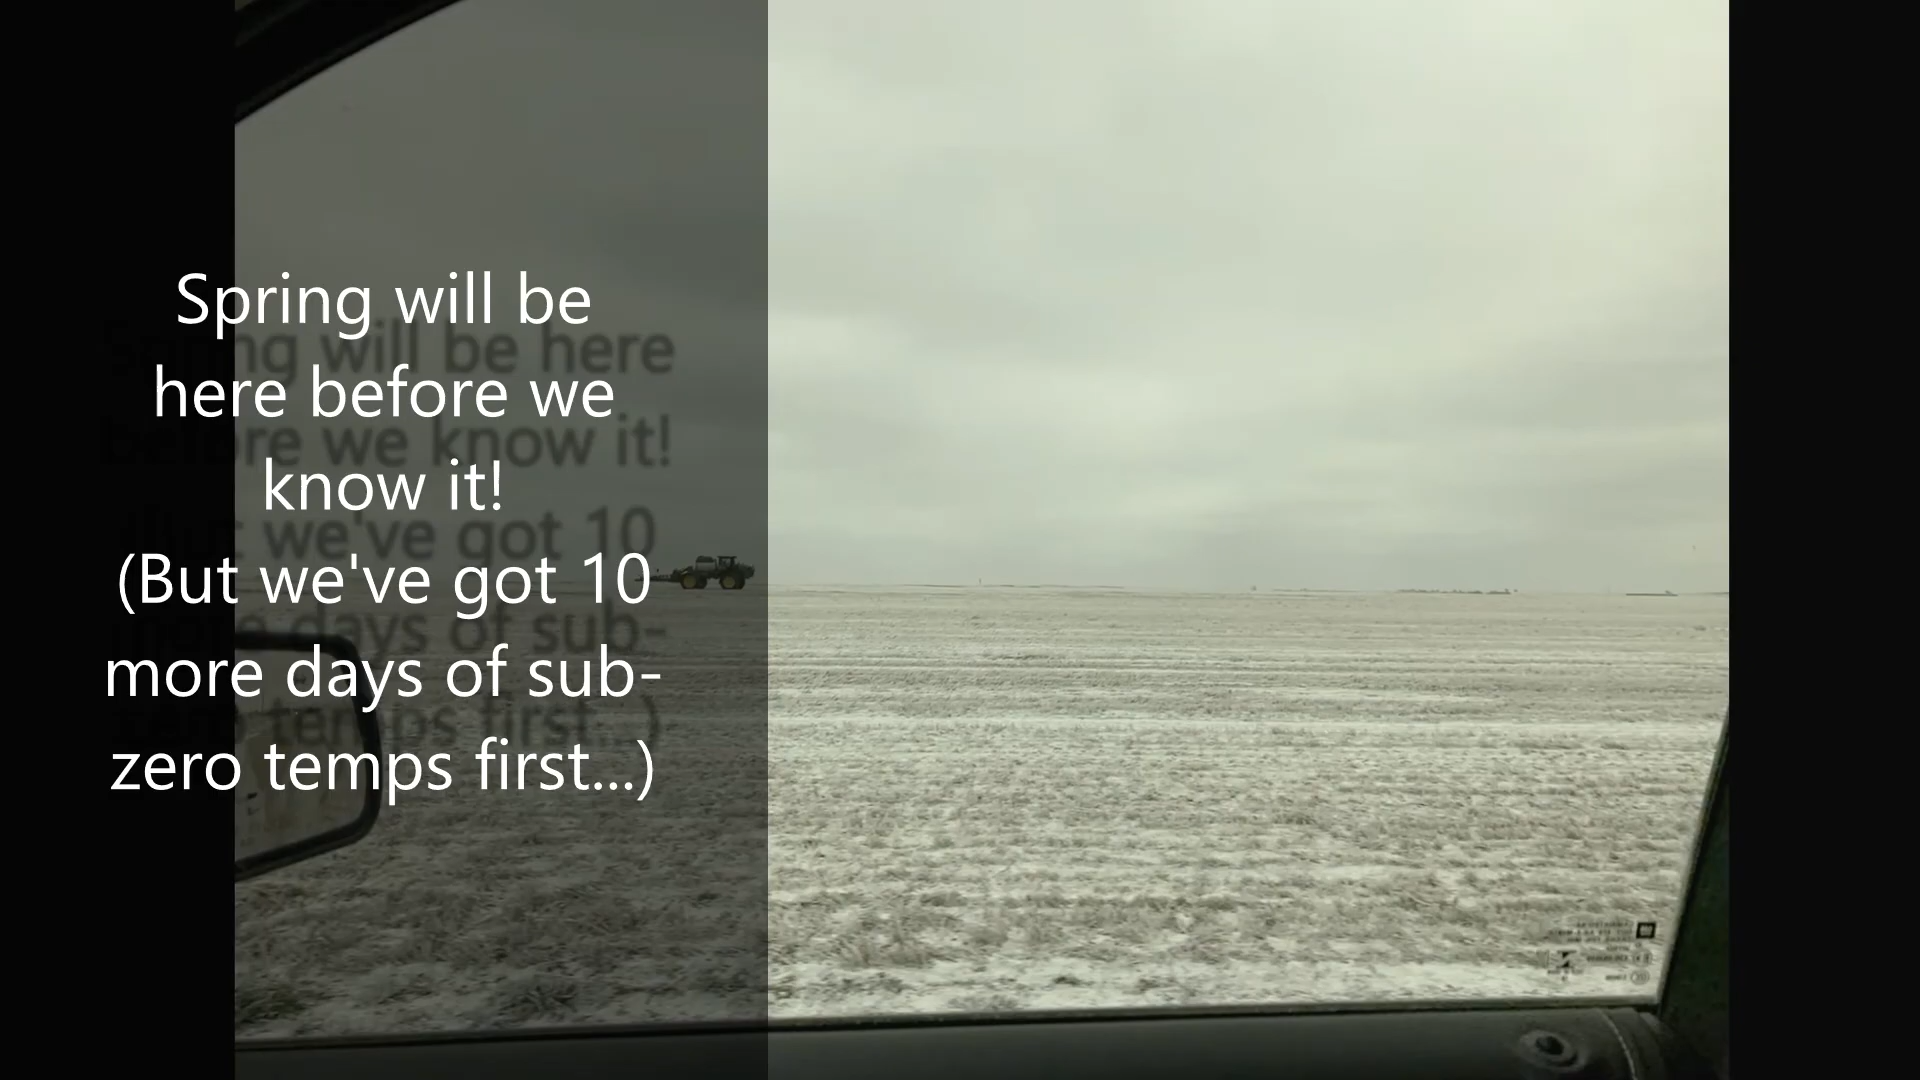 Spring will be
here before we
know it!
(But we've got 10
more days of sub-
zero temps first...)